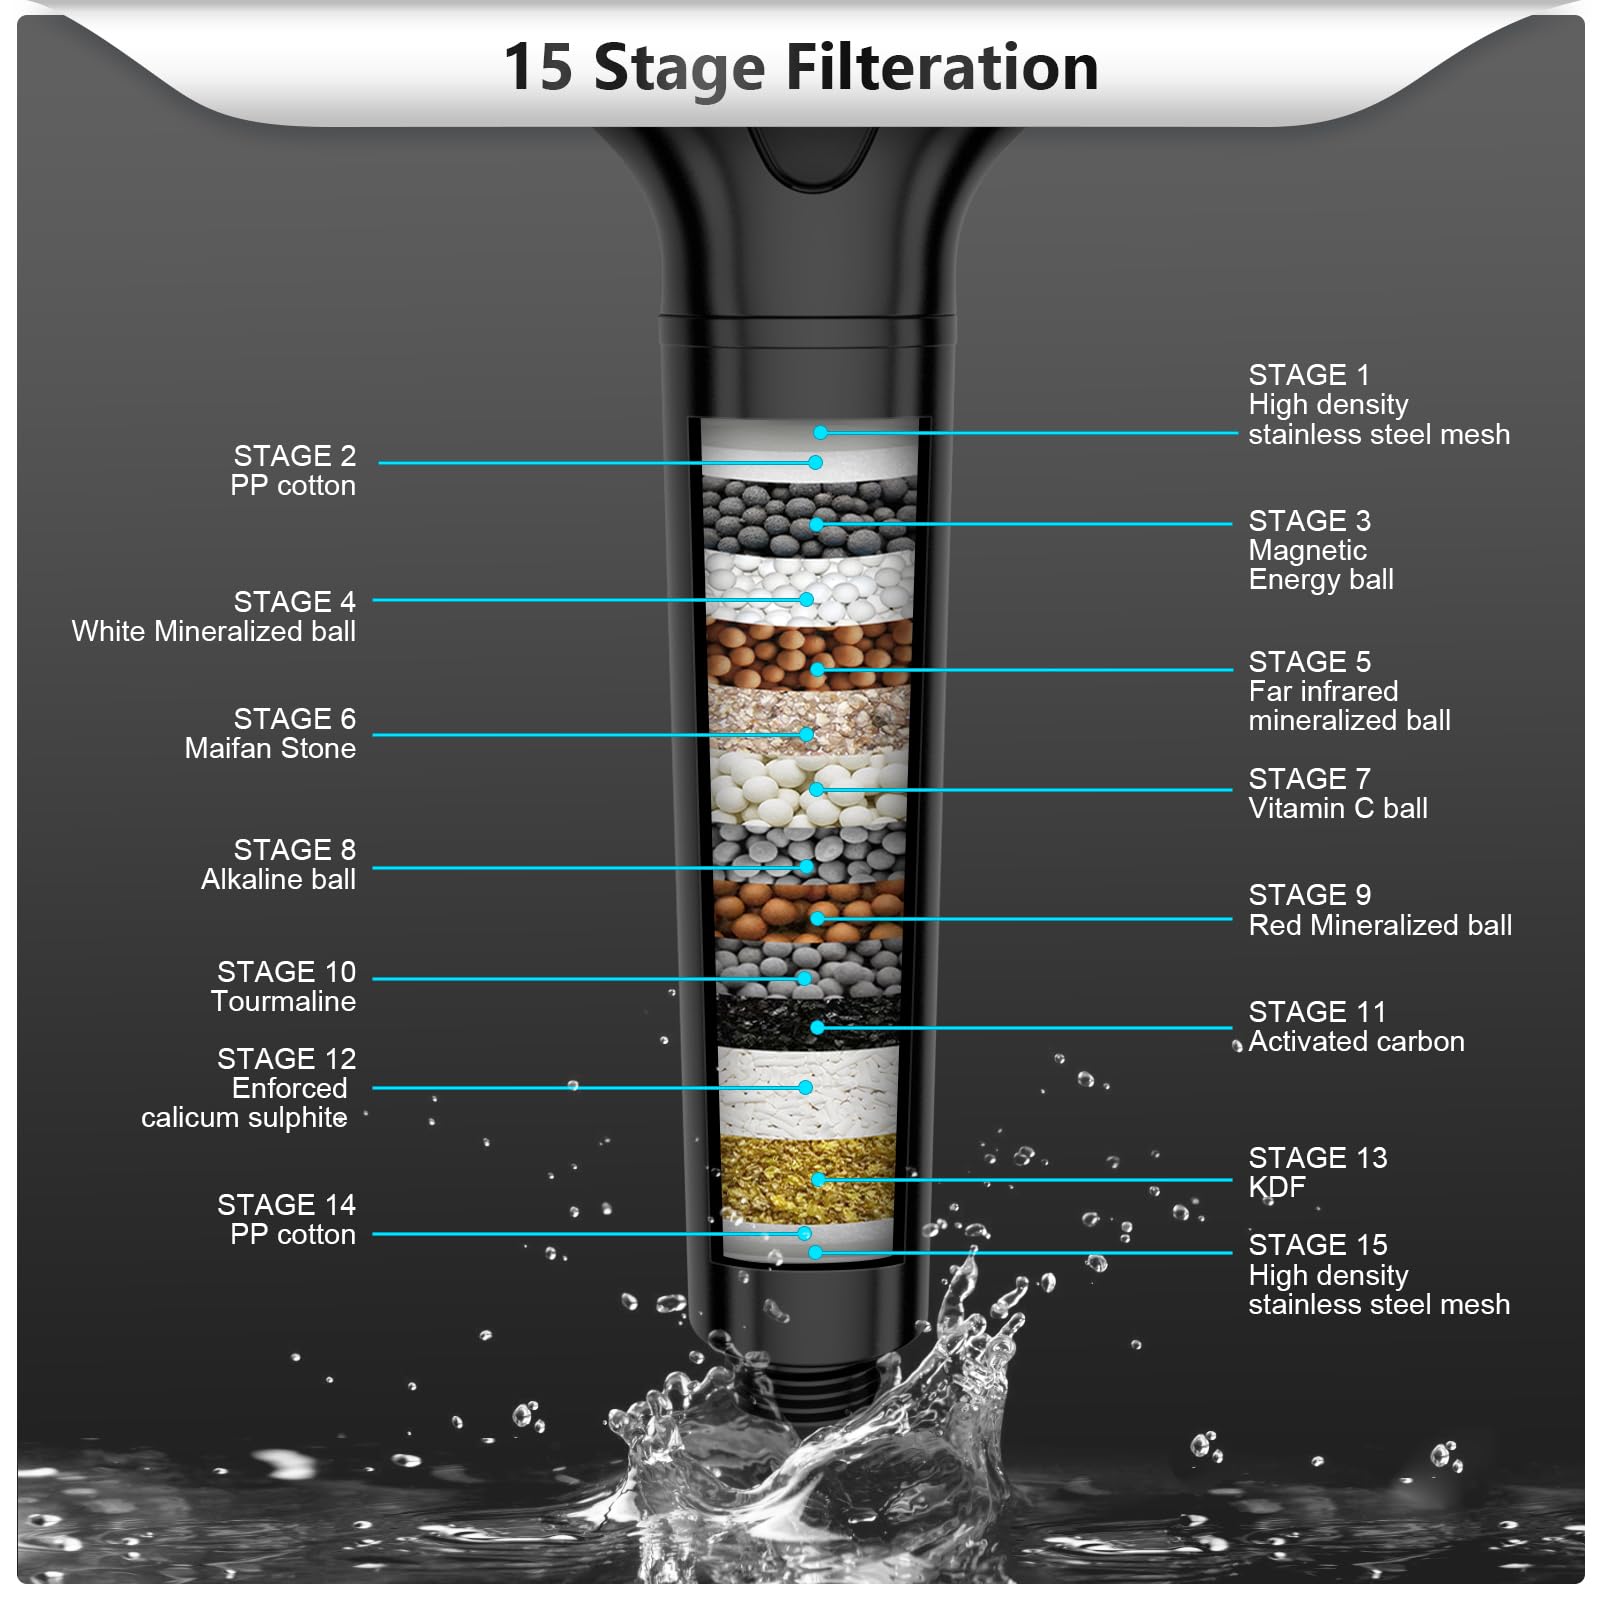 15 Stage Filteration
STAGE 1
High density
stainless steel mesh
STAGE 2
PP cotton
STAGE 3
Magnetic
Energy ball
STAGE 4
White Mineralized ball
STAGE 5
Far infrared
mineralized ball
STAGE 6
Maifan Stone
STAGE 7
Vitamin C ball
STAGE 8
Alkaline ball
STAGE 9
Red Mineralized ball
STAGE 10
Tourmaline
STAGE 11
Activated carbon
STAGE 12
Enforced
calicum sulphite
STAGE 13
KDF
STAGE 14
PP cotton
STAGE 15
High density
stainless steel mesh